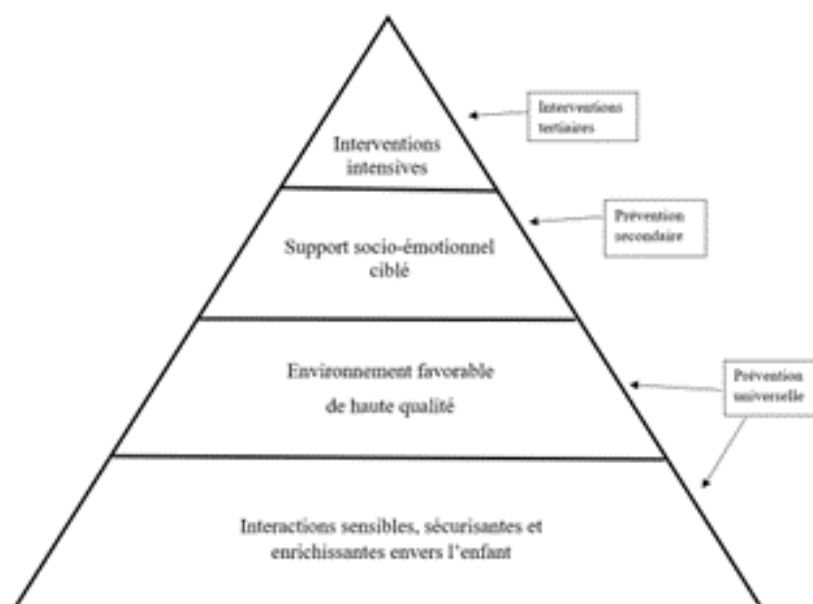 Interventions
tertiaires
Interventions
intensives
Prévention
secondaire
Support socio-émotionnel
ciblé
Environnement favorable
de haute qualité
Prévention
universelle
Interactions sensibles, sécurisantes et
enrichissantes envers l'enfant